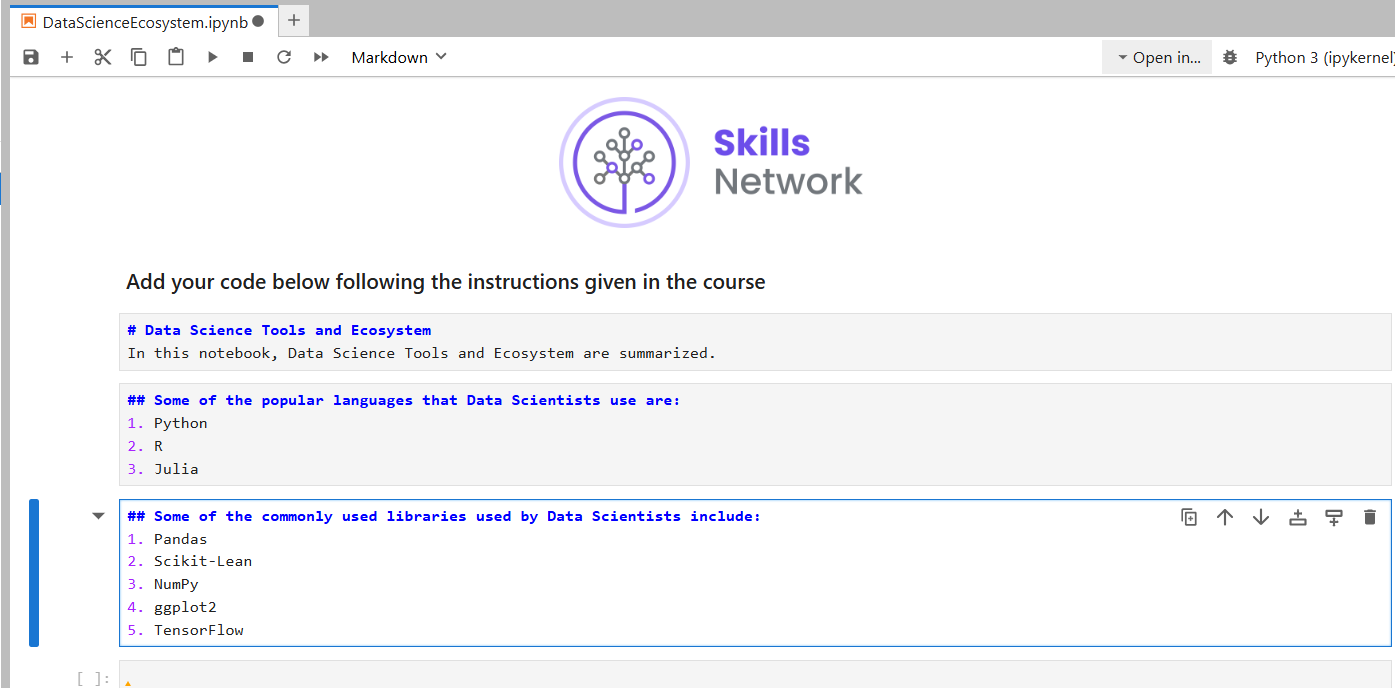 DataScienceEcosystem.ipynb
Markdown
Open in...
Python 3 (ipykernel)
Skills
Network
Add your code below following the instructions given in the course
# Data Science Tools and Ecosystem
In this notebook, Data Science Tools and Ecosystem are summarized.
## Some of the popular languages that Data Scientists use are:
1. Python
2. R
3. Julia
## Some of the commonly used libraries used by Data Scientists include:
1. Pandas
2. Scikit-Lean
3. NumPy
4. ggplot2
5. TensorFlow
[ ]: